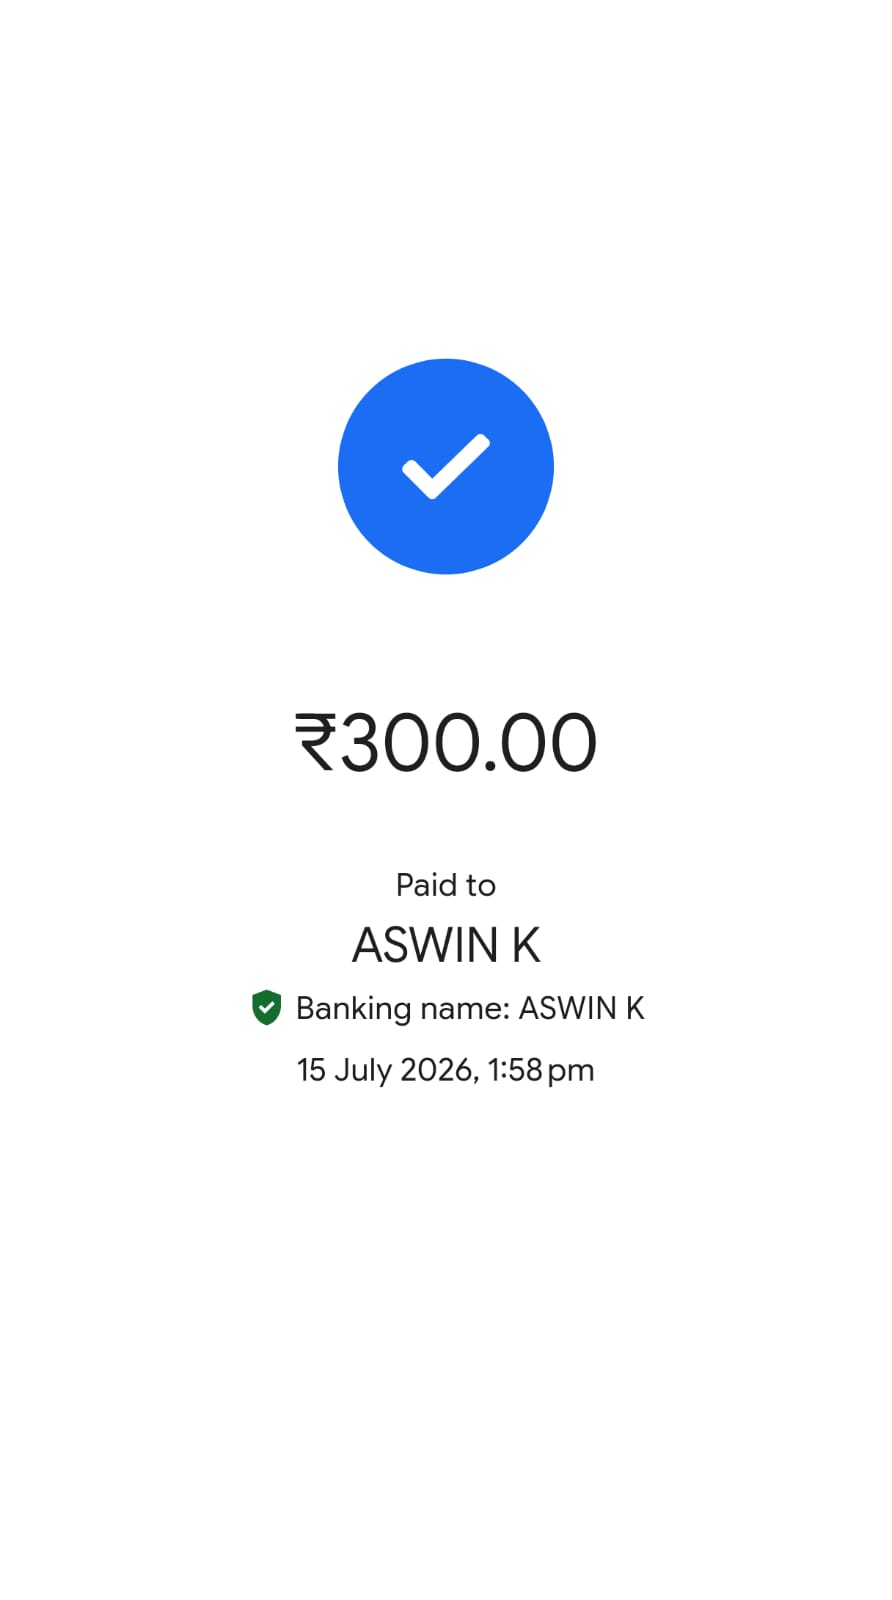 ₹300.00
Paid to
ASWIN K
Banking name: ASWIN K
15 July 2026, 1:58 pm